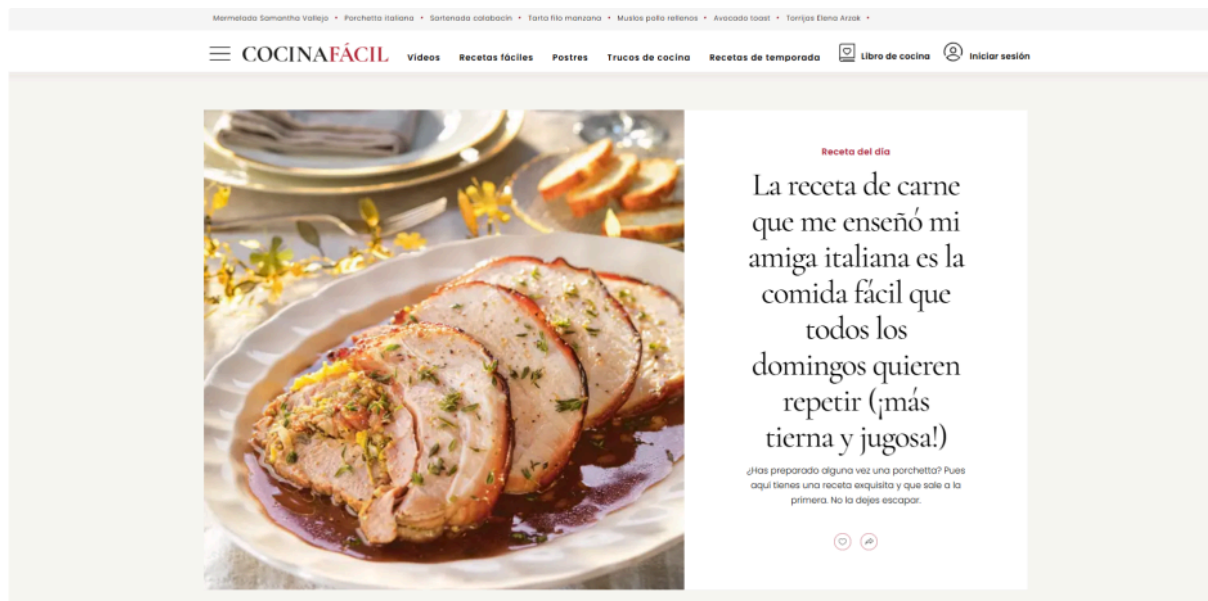 Mermelada Samantha Vallejo • Porchetta italiana • Sartenada calabacín • Tarta filo manzana • Muslos pollo rellenos • Avocado toast • Torrijas Elena Arzak •
COCINAFÁCIL Vídeos Recetas fáciles Postres Trucos de cocina Recetas de temporada Libro de cocina Iniciar sesión
Receta del día
La receta de carne
que me enseñó mi
amiga italiana es la
comida fácil que
todos los
domingos quieren
repetir (¡más
tierna y jugosa!)
¿Has preparado alguna vez una porchetta? Pues
aquí tienes una receta exquisita y que sale a la
primera. No la dejes escapar.